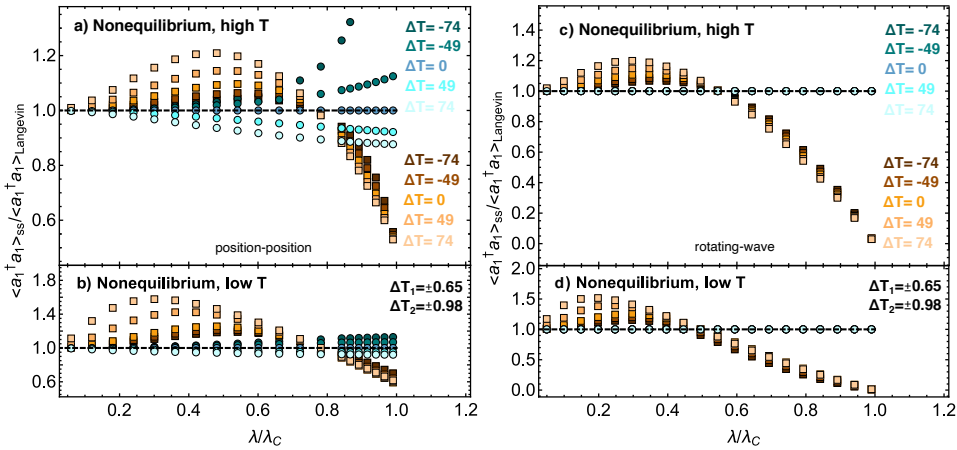 a) Nonequilibrium, high T
ΔT= -74
ΔT= -49
ΔT= 0
ΔT= 49
ΔT= 74
ΔT= -74
ΔT= -49
ΔT= 0
ΔT= 49
ΔT= 74
position-position
1.2
1.0
0.8
0.6
<a₁†a₁>ss/<a₁†a₁>Langevin
b) Nonequilibrium, low T
ΔT₁=±0.65
ΔT₂=±0.98
1.6
1.4
1.2
1.0
0.8
0.6
0.2 0.4 0.6 0.8 1.0 1.2
λ/λC
c) Nonequilibrium, high T
ΔT= -74
ΔT= -49
ΔT= 0
ΔT= 49
ΔT= 74
ΔT= -74
ΔT= -49
ΔT= 0
ΔT= 49
ΔT= 74
rotating-wave
1.4
1.2
1.0
0.8
0.6
0.4
0.2
0.0
<a₁†a₁>ss/<a₁†a₁>Langevin
d) Nonequilibrium, low T
ΔT₁=±0.65
ΔT₂=±0.98
2.0
1.5
1.0
0.5
0.0
0.0 0.2 0.4 0.6 0.8 1.0 1.2
λ/λC